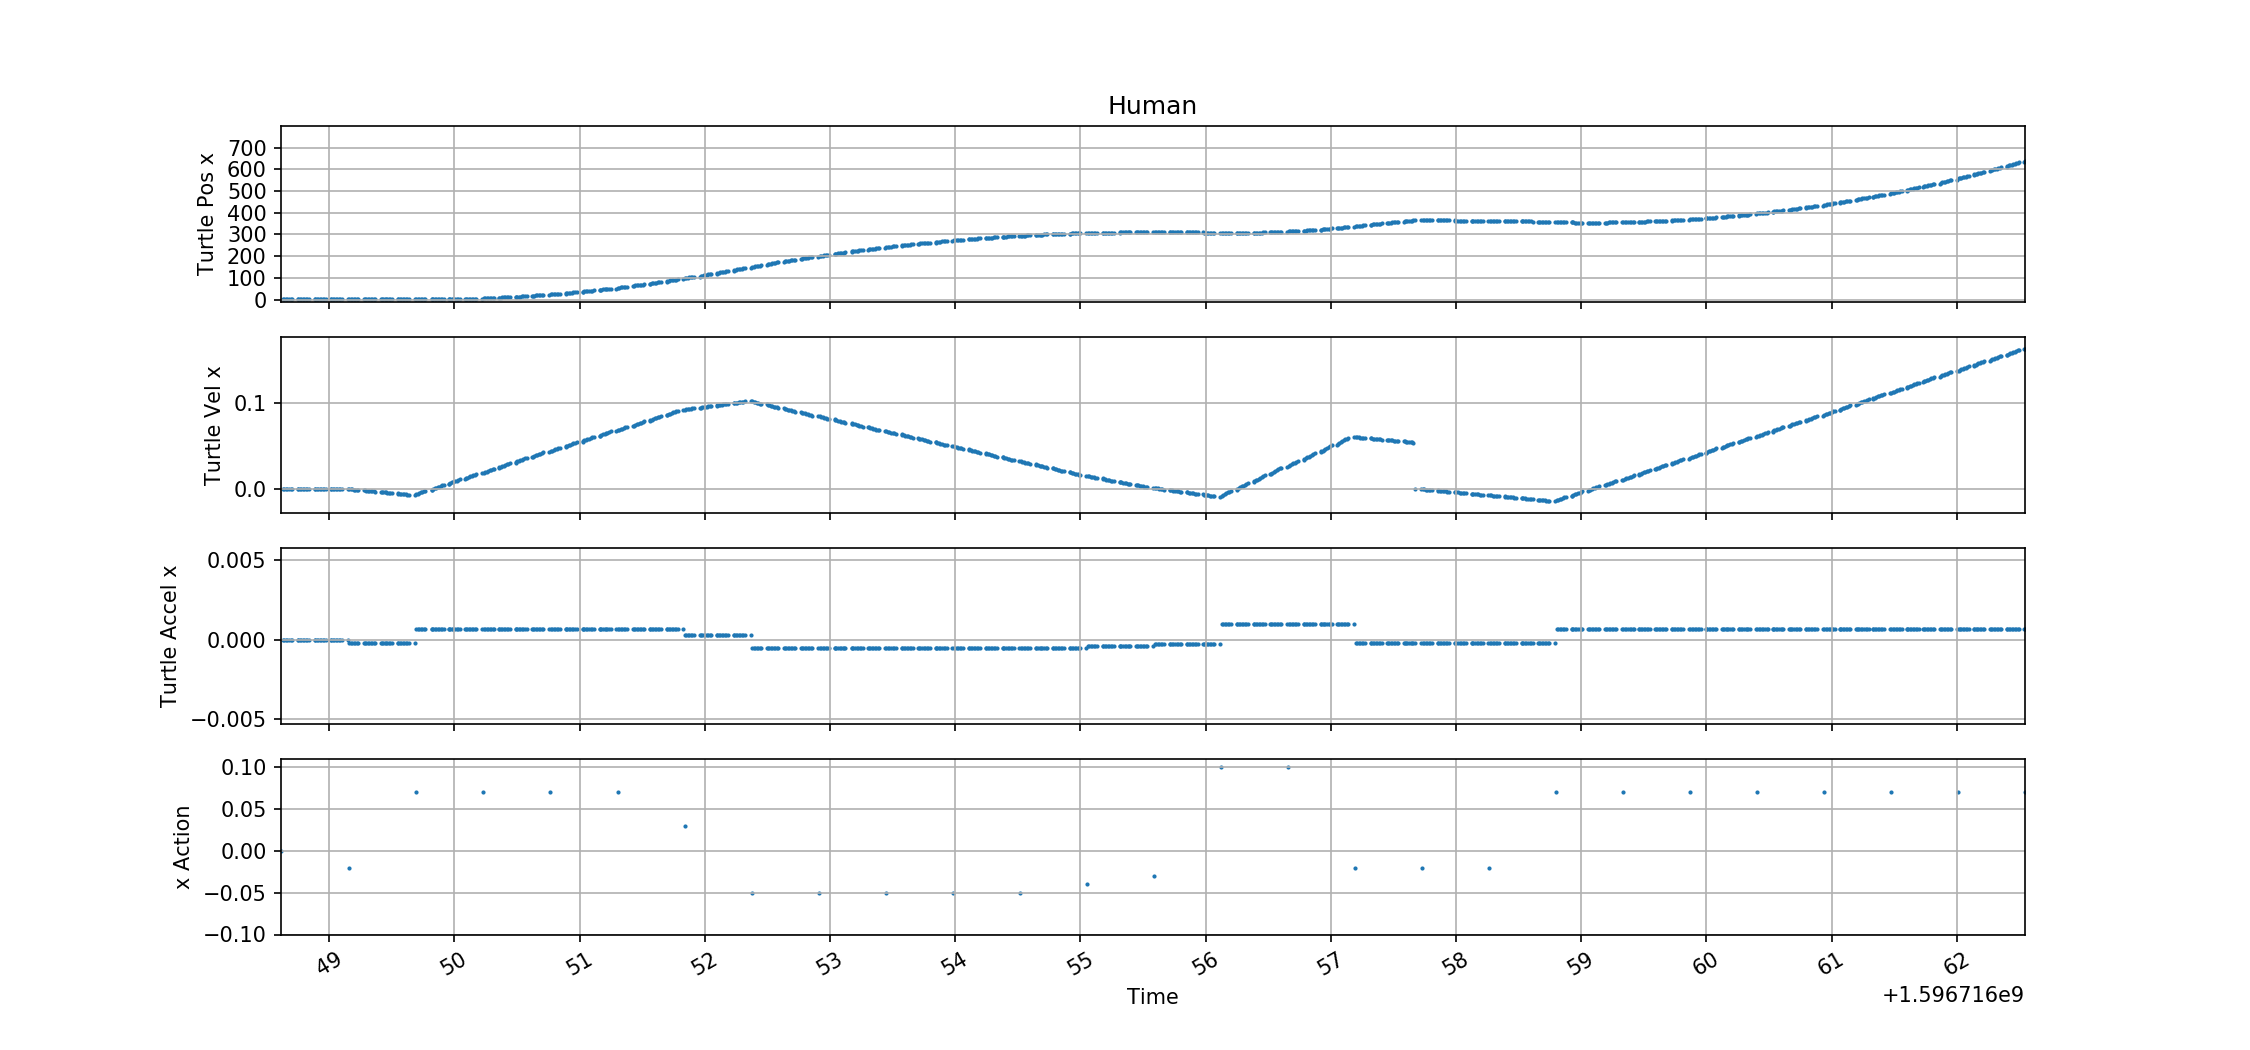 Human
Turtle Pos x
700
600
500
400
300
200
100
0
Turtle Vel x
0.1
0.0
Turtle Accel x
0.005
0.000
−0.005
x Action
0.10
0.05
0.00
−0.05
−0.10
49 50 51 52 53 54 55 56 57 58 59 60 61 62
Time
+1.596716e9